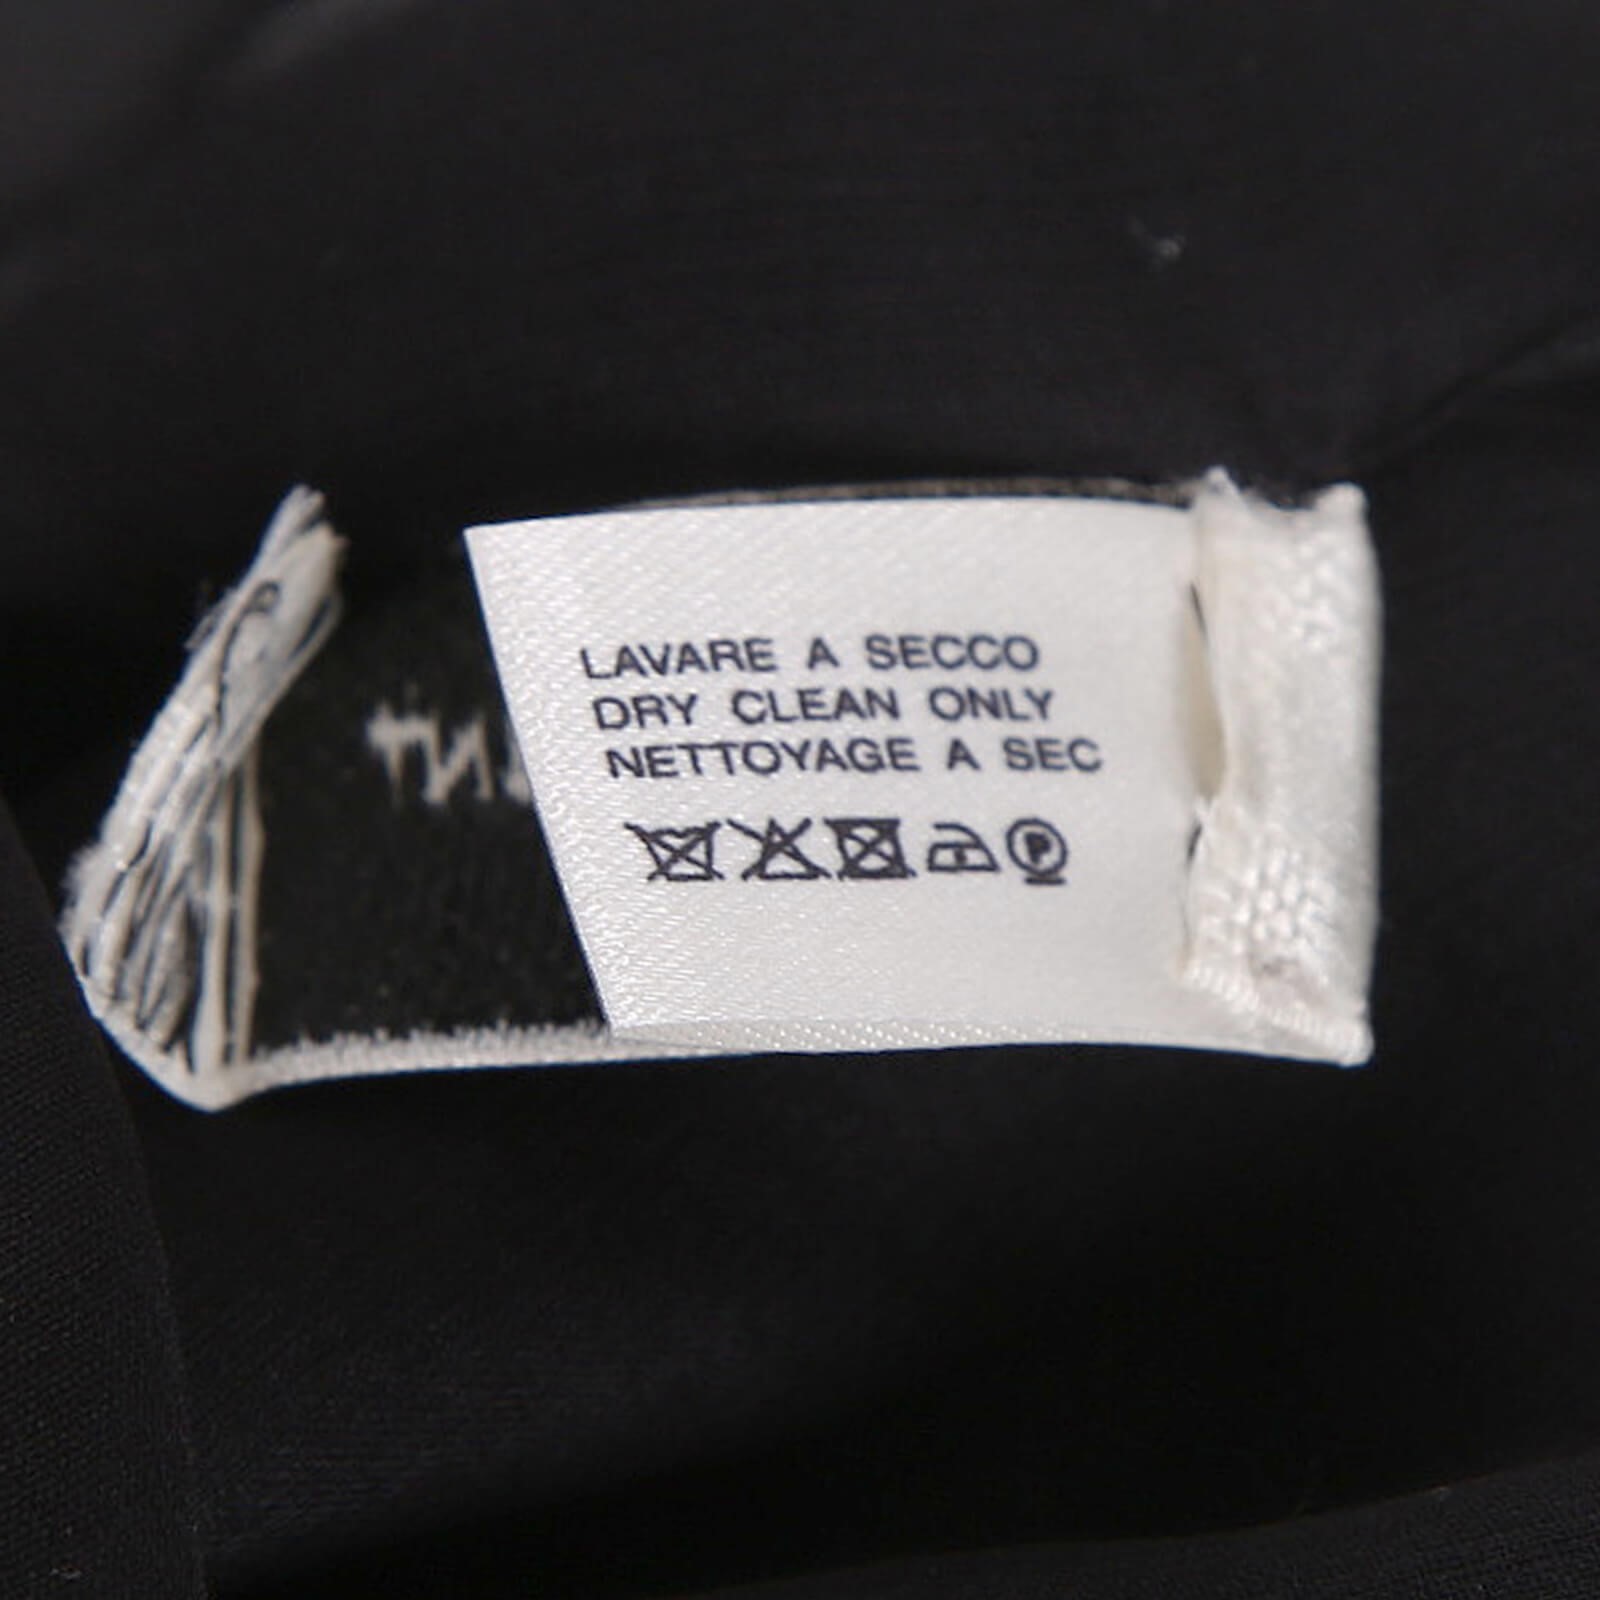 LAVARE A SECCO
DRY CLEAN ONLY
NETTOYAGE A SEC
P